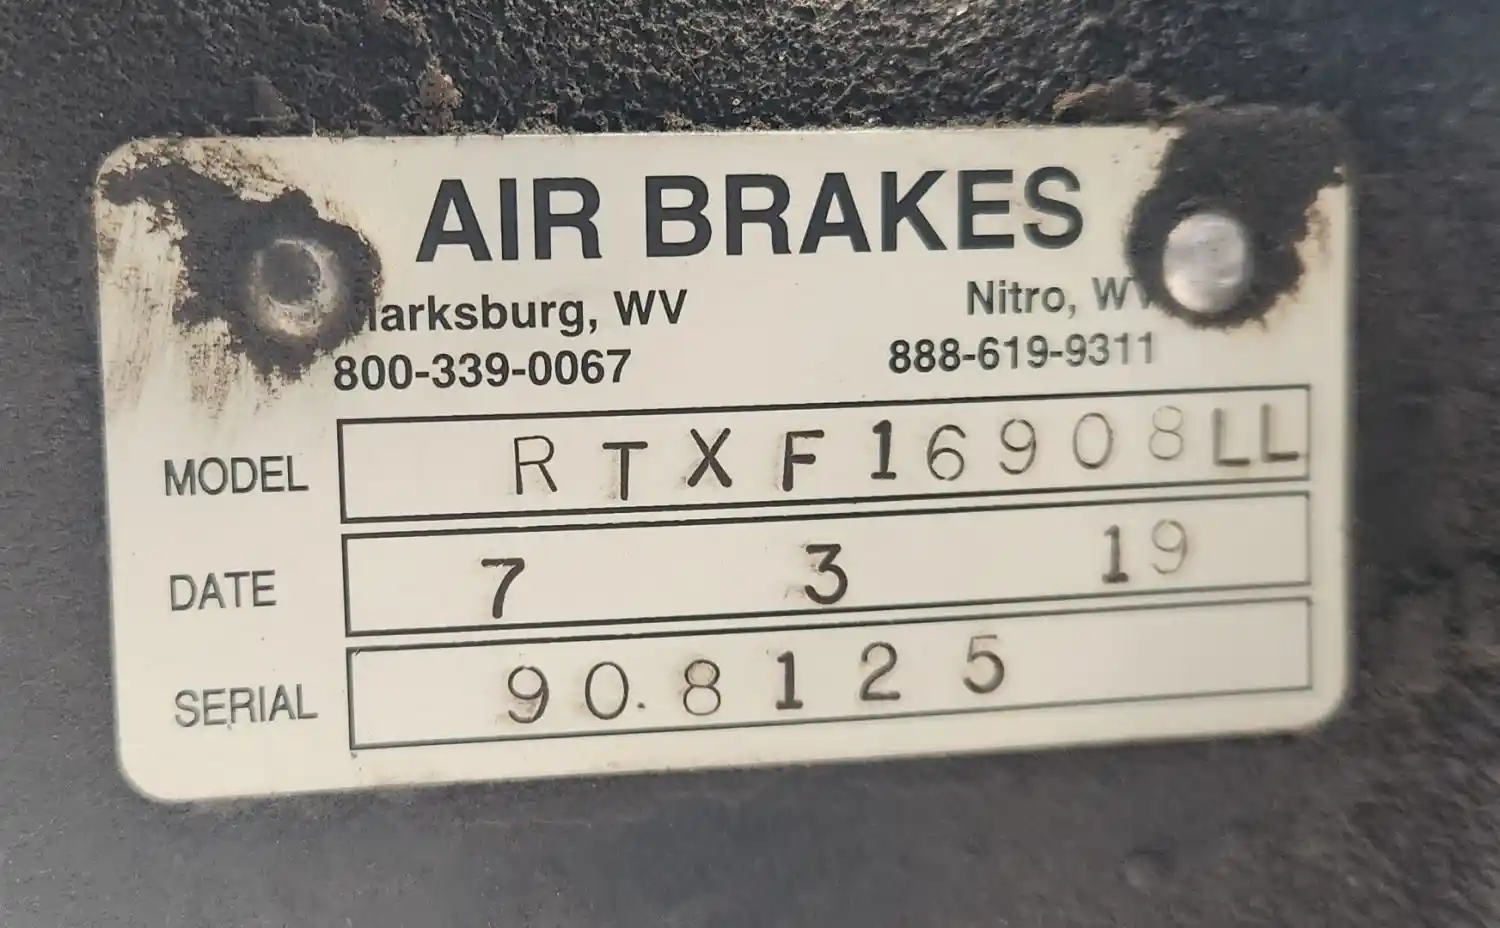 AIR BRAKES
larksburg, WV
800-339-0067
Nitro, WV
888-619-9311
MODEL RTXF16908LL
DATE 7 3 19
SERIAL 90.8125